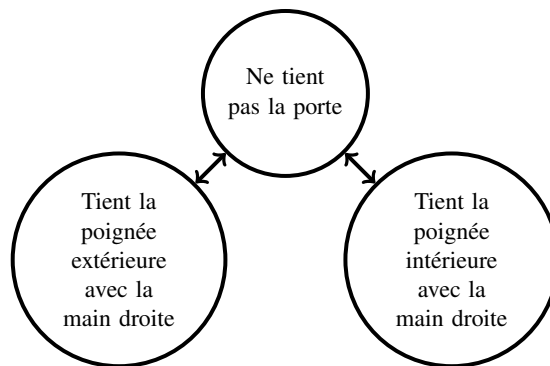 Ne tient
pas la porte
Tient la
poignée
extérieure
avec la
main droite
Tient la
poignée
intérieure
avec la
main droite